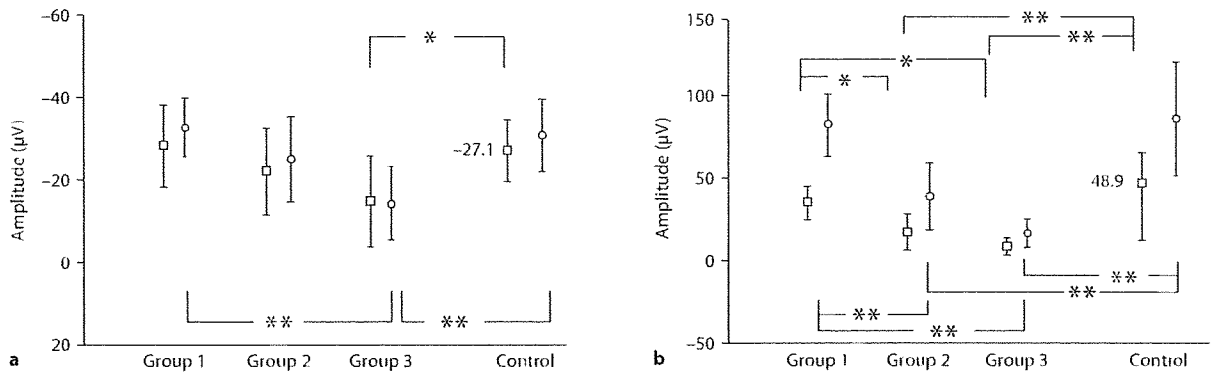 −60
−40
−20
0
20
Amplitude (µV)
*
−27.1
**
**
Group 1
Group 2
Group 3
Control
a
150
100
50
0
−50
Amplitude (µV)
**
**
*
*
48.9
**
**
**
**
Group 1
Group 2
Group 3
Control
b